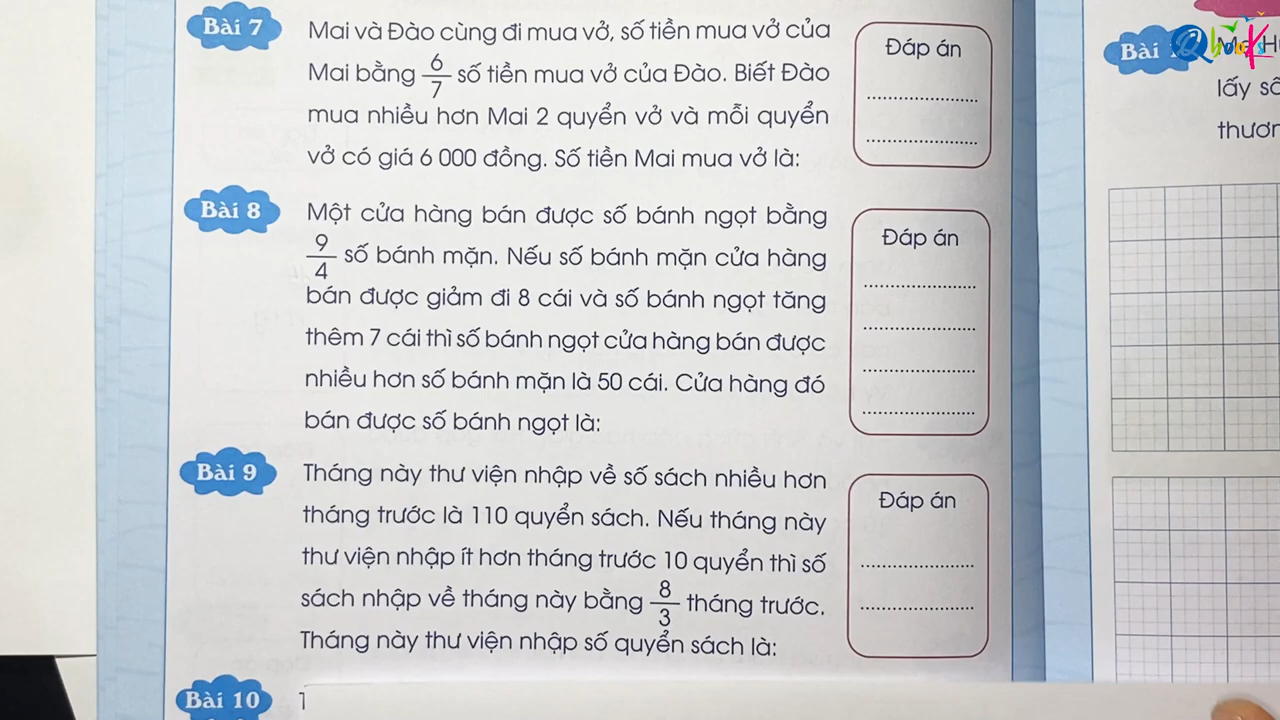 Bài 7
Mai và Đào cùng đi mua vở, số tiền mua vở của
Mai bằng 6/7 số tiền mua vở của Đào. Biết Đào
mua nhiều hơn Mai 2 quyển vở và mỗi quyển
vở có giá 6 000 đồng. Số tiền Mai mua vở là:
Đáp án
Bài 8
Một cửa hàng bán được số bánh ngọt bằng
9/4 số bánh mặn. Nếu số bánh mặn cửa hàng
bán được giảm đi 8 cái và số bánh ngọt tăng
thêm 7 cái thì số bánh ngọt cửa hàng bán được
nhiều hơn số bánh mặn là 50 cái. Cửa hàng đó
bán được số bánh ngọt là:
Đáp án
Bài 9
Tháng này thư viện nhập về số sách nhiều hơn
tháng trước là 110 quyển sách. Nếu tháng này
thư viện nhập ít hơn tháng trước 10 quyển thì số
sách nhập về tháng này bằng 8/3 tháng trước.
Tháng này thư viện nhập số quyển sách là:
Đáp án
Bài 10
Bài
lấy